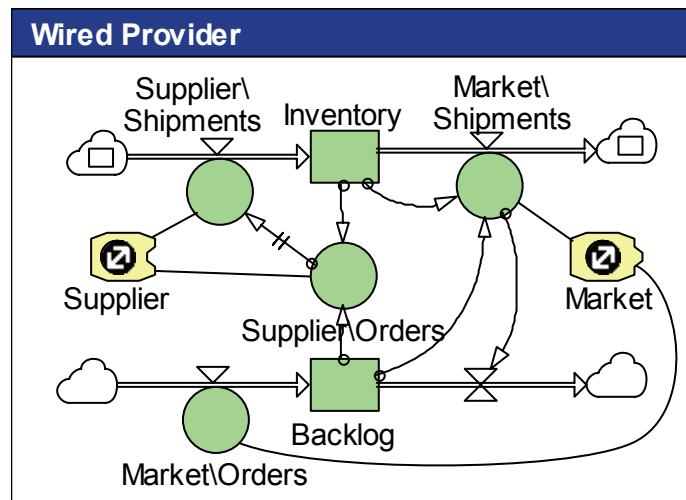 Wired Provider
Supplier\
Shipments
Inventory
Market\
Shipments
Supplier
Market
Supplier\Orders
Backlog
Market\Orders